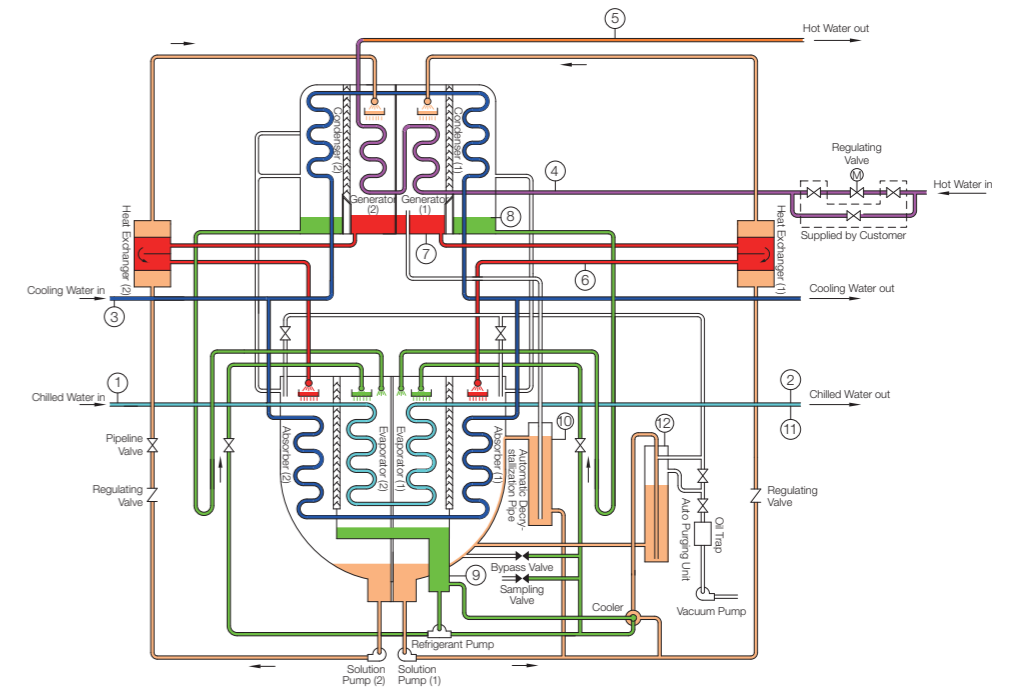 5
Hot Water out
Condenser (2)
Condenser (1)
Generator
(2)
Generator
(1)
4
Regulating
Valve
M
Hot Water in
Supplied by Customer
8
7
6
Heat Exchanger (2)
Heat Exchanger (1)
Cooling Water in
3
Cooling Water out
1
Chilled Water in
2
Chilled Water out
11
Pipeline
Valve
Regulating
Valve
Absorber (2)
Evaporator (2)
Evaporator (1)
Absorber (1)
10
Automatic Decry-
stallization Pipe
12
Auto Purging Unit
Oil Trap
Regulating
Valve
Bypass Valve
9
Sampling
Valve
Cooler
Vacuum Pump
Refrigerant Pump
Solution
Pump (2)
Solution
Pump (1)